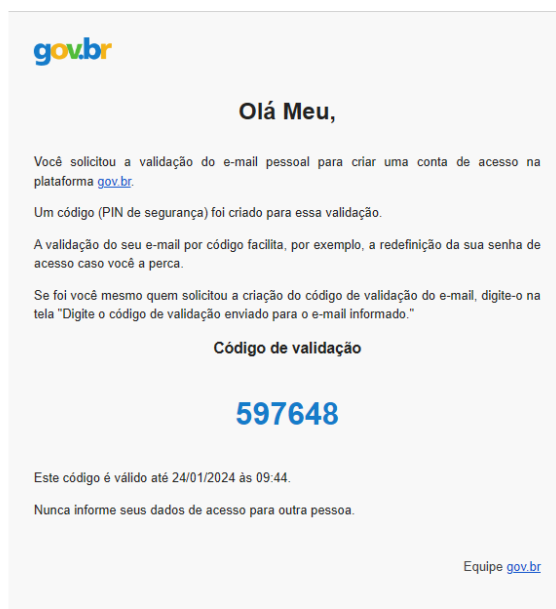 gov.br
Olá Meu,
Você solicitou a validação do e-mail pessoal para criar uma conta de acesso na
plataforma gov.br.
Um código (PIN de segurança) foi criado para essa validação.
A validação do seu e-mail por código facilita, por exemplo, a redefinição da sua senha de
acesso caso você a perca.
Se foi você mesmo quem solicitou a criação do código de validação do e-mail, digite-o na
tela "Digite o código de validação enviado para o e-mail informado."
Código de validação
597648
Este código é válido até 24/01/2024 às 09:44.
Nunca informe seus dados de acesso para outra pessoa.
Equipe gov.br